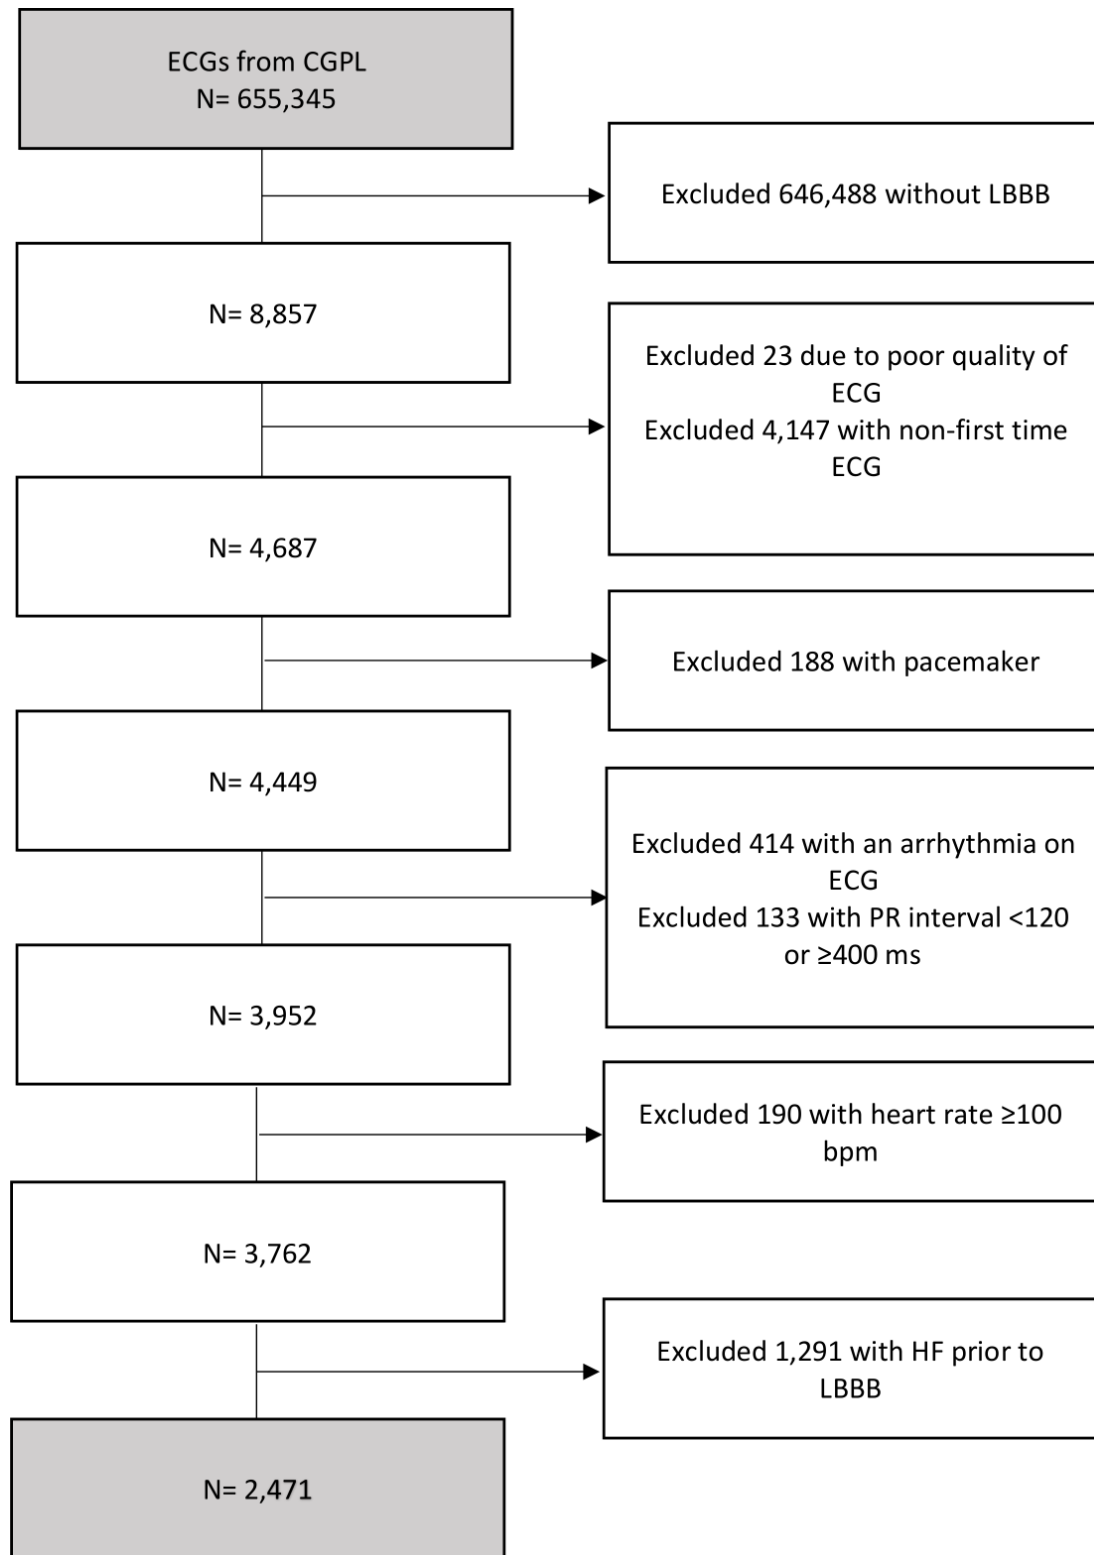 ECGs from CGPL
N= 655,345
Excluded 646,488 without LBBB
N= 8,857
Excluded 23 due to poor quality of
ECG
Excluded 4,147 with non-first time
ECG
N= 4,687
Excluded 188 with pacemaker
N= 4,449
Excluded 414 with an arrhythmia on
ECG
Excluded 133 with PR interval <120
or ≥400 ms
N= 3,952
Excluded 190 with heart rate ≥100
bpm
N= 3,762
Excluded 1,291 with HF prior to
LBBB
N= 2,471